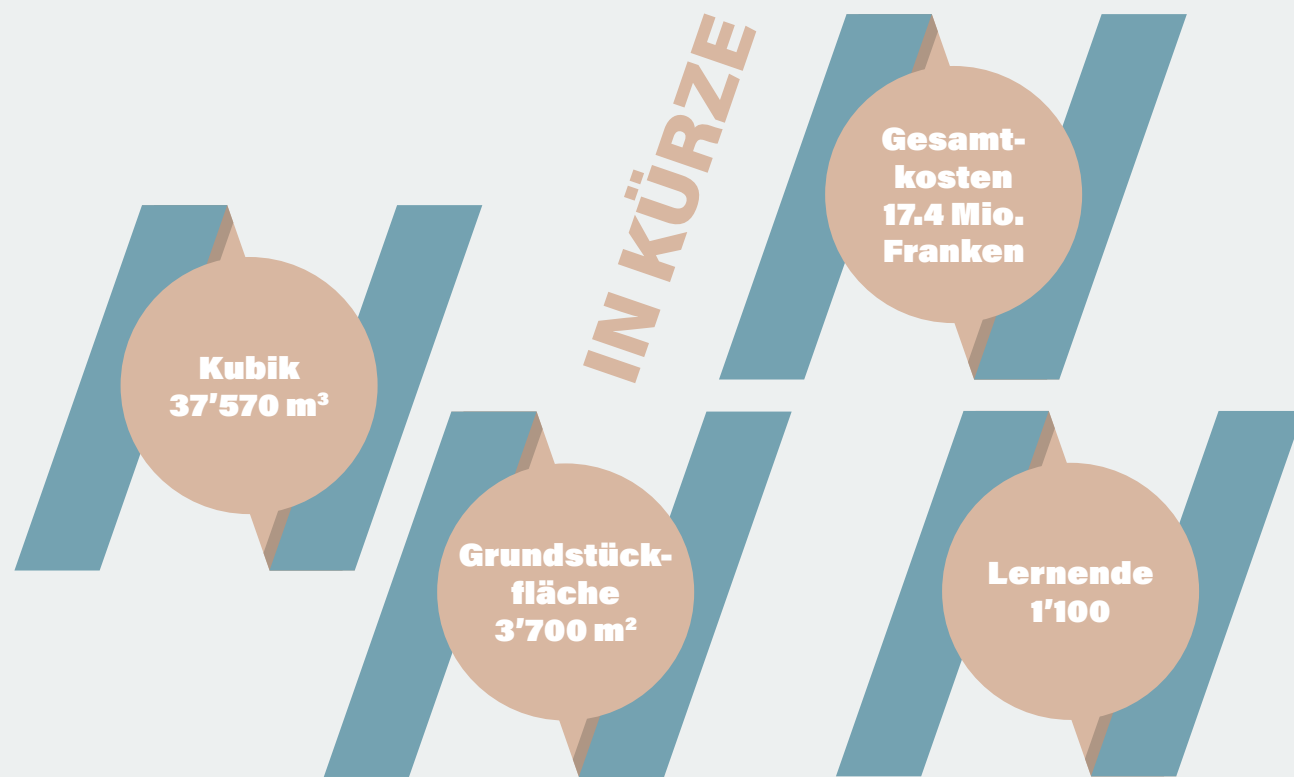 IN KÜRZE
Gesamt-
kosten
17.4 Mio.
Franken
Kubik
37'570 m³
Grundstück-
fläche
3'700 m²
Lernende
1'100